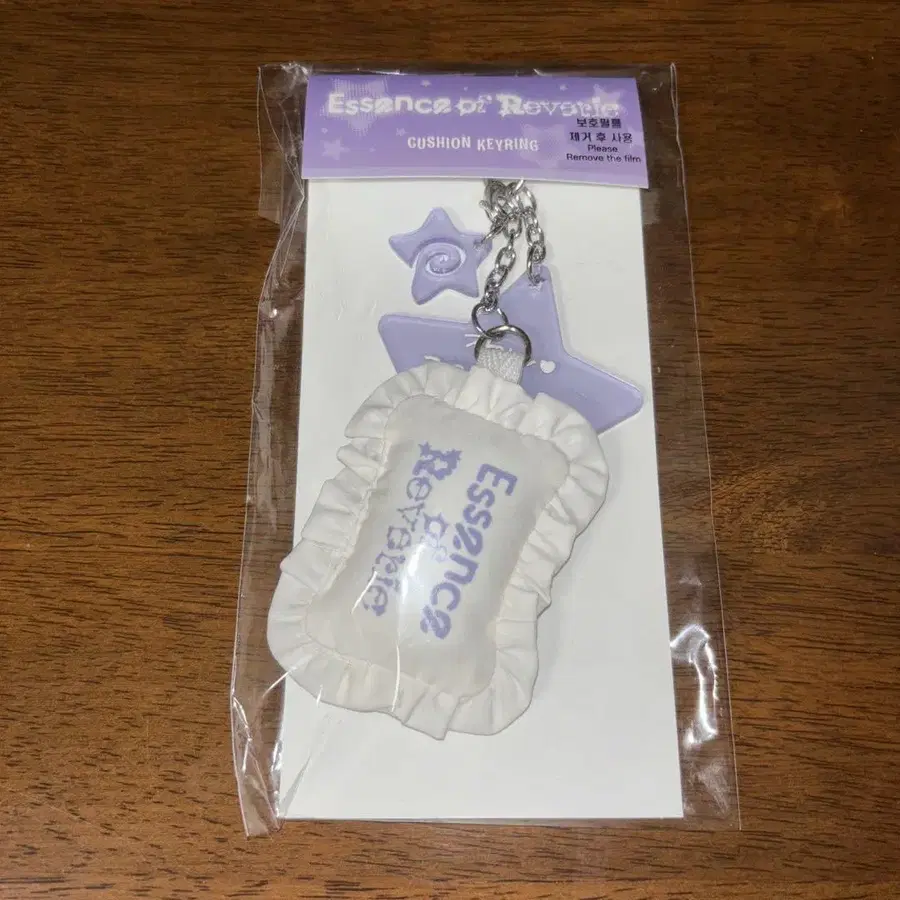 Essence of Reverie
CUSHION KEYRING
보호필름
제거 후 사용
Please
Remove the film
Essence
of
Reverie